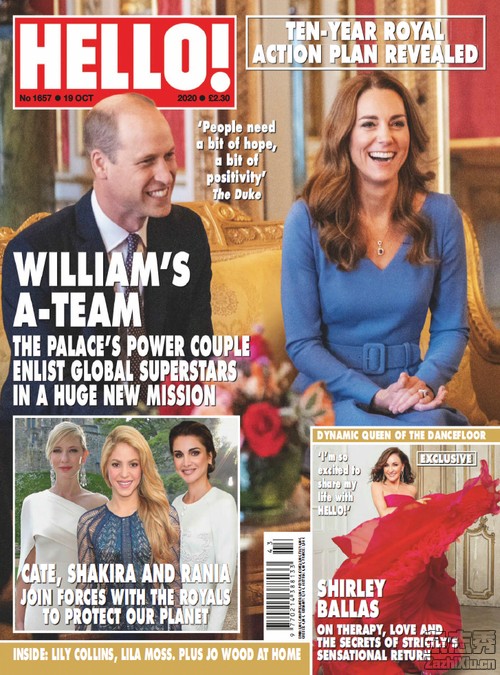 HELLO!
No 1657 ● 19 OCT 2020 ● £2.30
TEN-YEAR ROYAL
ACTION PLAN REVEALED
'People need
a bit of hope,
a bit of
positivity'
The Duke
WILLIAM'S
A-TEAM
THE PALACE'S POWER COUPLE
ENLIST GLOBAL SUPERSTARS
IN A HUGE NEW MISSION
CATE, SHAKIRA AND RANIA
JOIN FORCES WITH THE ROYALS
TO PROTECT OUR PLANET
43
DYNAMIC QUEEN OF THE DANCEFLOOR
EXCLUSIVE
'I'm so
excited to
share my
life with
HELLO!'
SHIRLEY
BALLAS
ON THERAPY, LOVE AND
THE SECRETS OF STRICTLY'S
SENSATIONAL RETURN
INSIDE: LILY COLLINS, LILA MOSS. PLUS JO WOOD AT HOME
ZaZhiXiu.cn